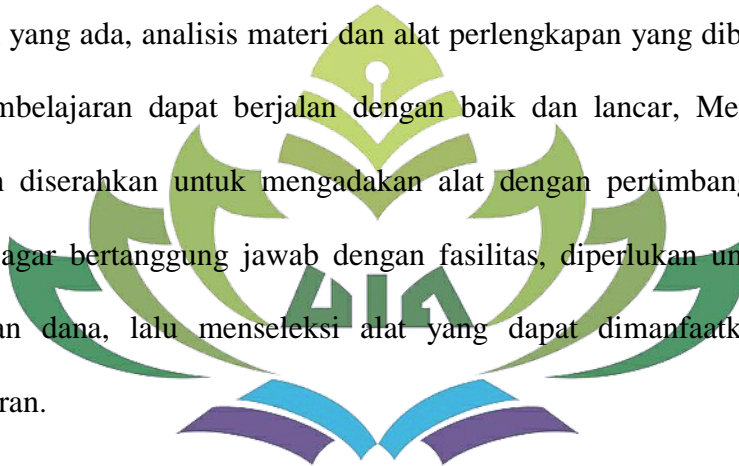 yang ada, analisis materi dan alat perlengkapan yang dib
mbelajaran dapat berjalan dengan baik dan lancar, Me
n diserahkan untuk mengadakan alat dengan pertimbang
agar bertanggung jawab dengan fasilitas, diperlukan un
an dana, lalu menseleksi alat yang dapat dimanfaatk
ran.